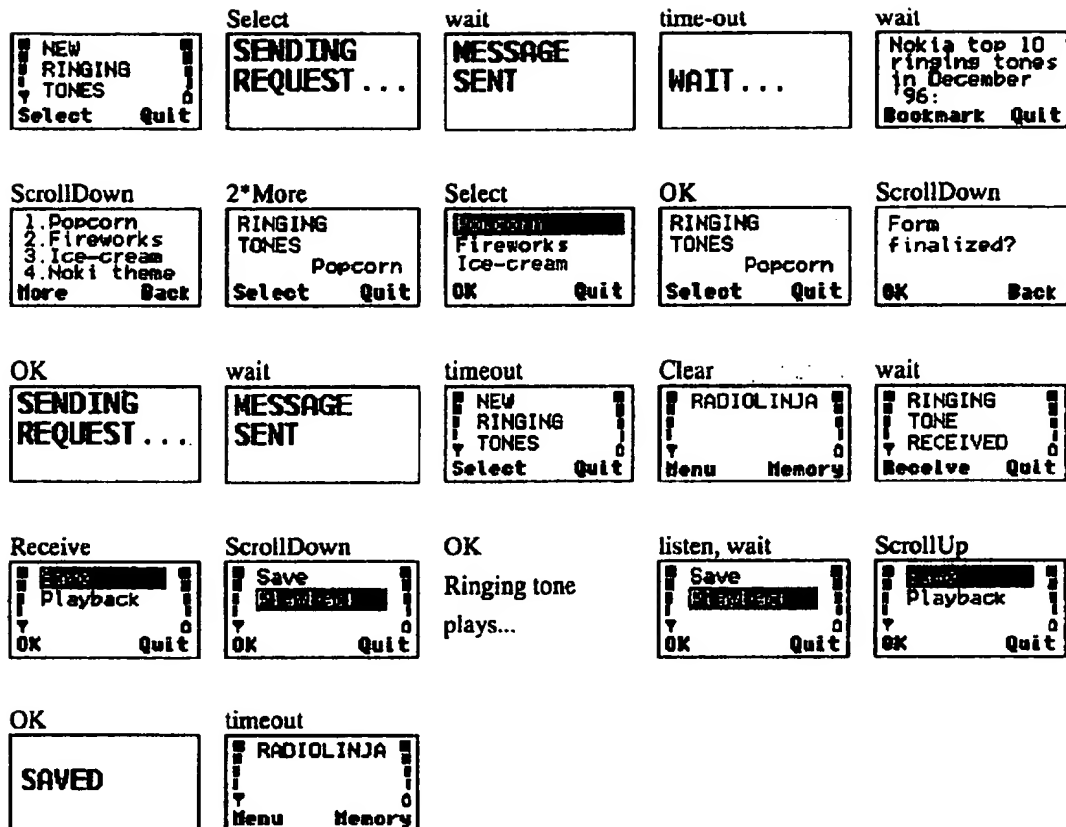 NEW
RINGING
TONES
Select Quit
Select
SENDING
REQUEST...
wait
MESSAGE
SENT
time-out
WAIT...
wait
Nokia top 10
ringing tones
in December
'96:
Bookmark Quit
ScrollDown
1.Popcorn
2.Fireworks
3.Ice-cream
4.Noki theme
More Back
2*More
RINGING
TONES
Popcorn
Select Quit
Select
Fireworks
Ice-cream
OK Quit
OK
RINGING
TONES
Popcorn
Select Quit
ScrollDown
Form
finalized?
OK Back
OK
SENDING
REQUEST...
wait
MESSAGE
SENT
timeout
NEW
RINGING
TONES
Select Quit
Clear
RADIOLINJA
Menu Memory
wait
RINGING
TONE
RECEIVED
Receive Quit
Receive
Playback
OK Quit
ScrollDown
Save
OK Quit
OK
Ringing tone
plays...
listen, wait
Save
OK Quit
ScrollUp
Playback
OK Quit
OK
SAVED
timeout
RADIOLINJA
Menu Memory